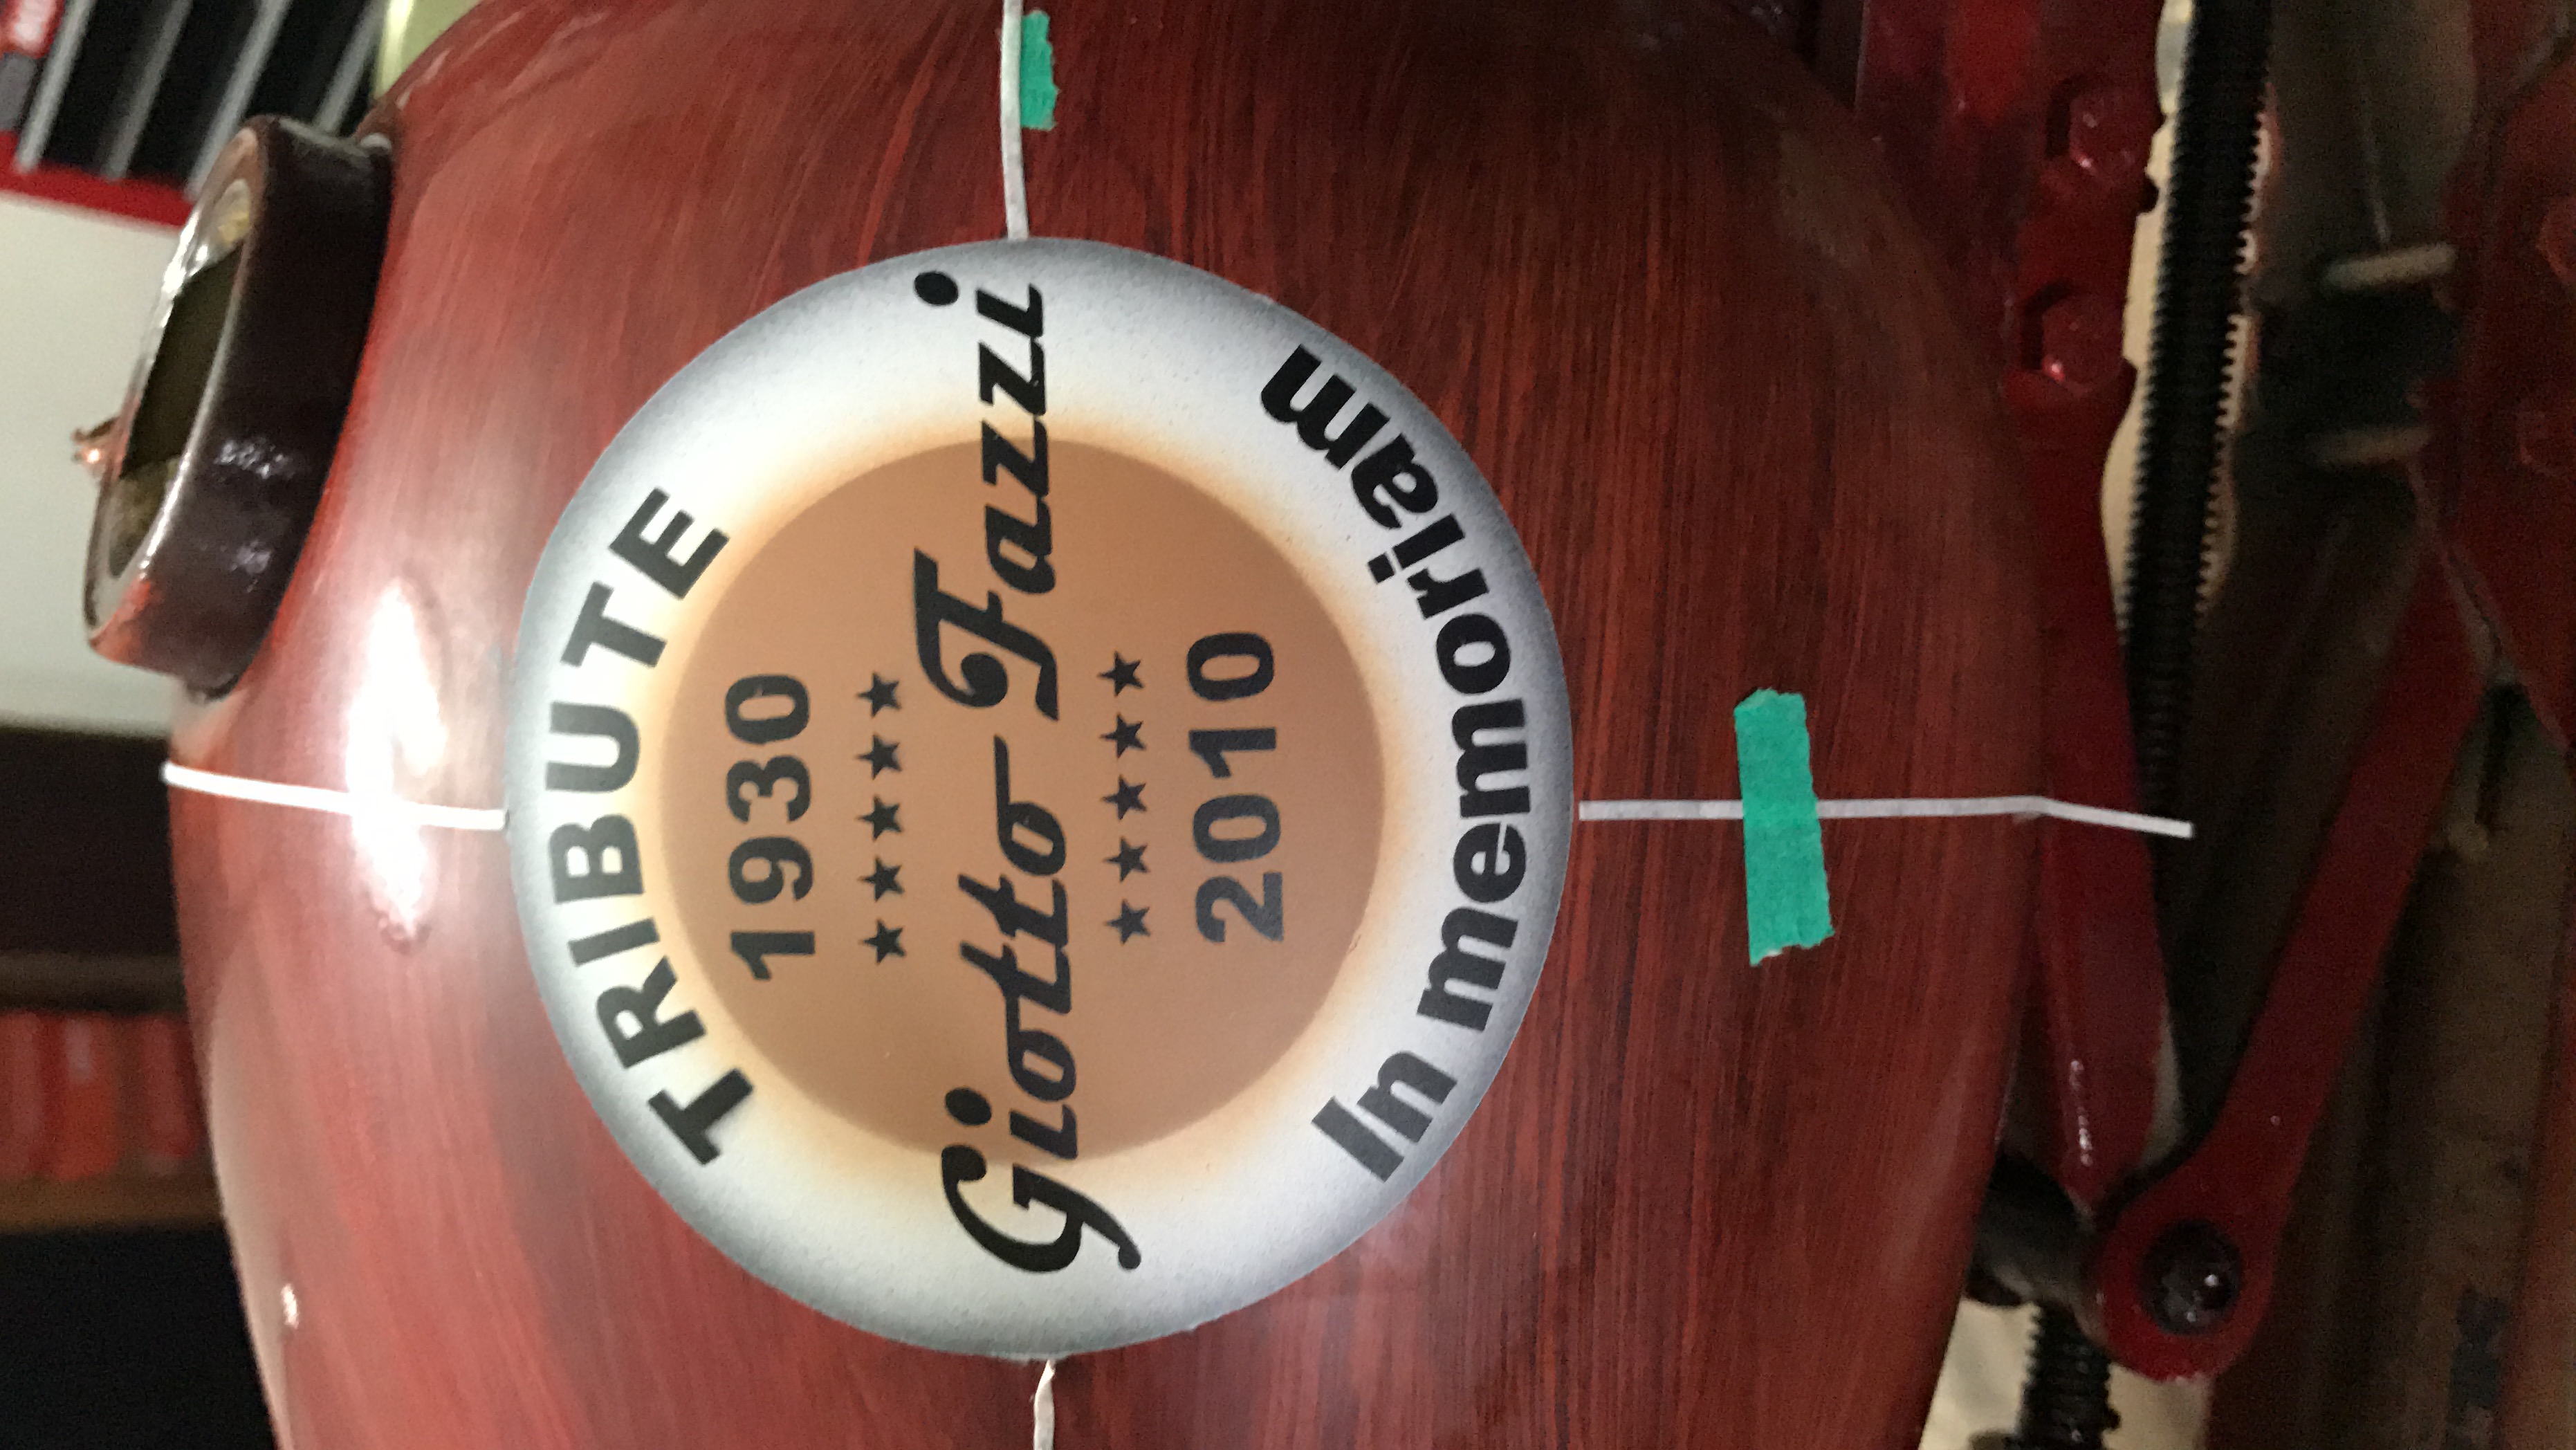 TRIBUTE
1930
★★★★★
Giotto Fazzi
★★★★★
2010
In memoriam